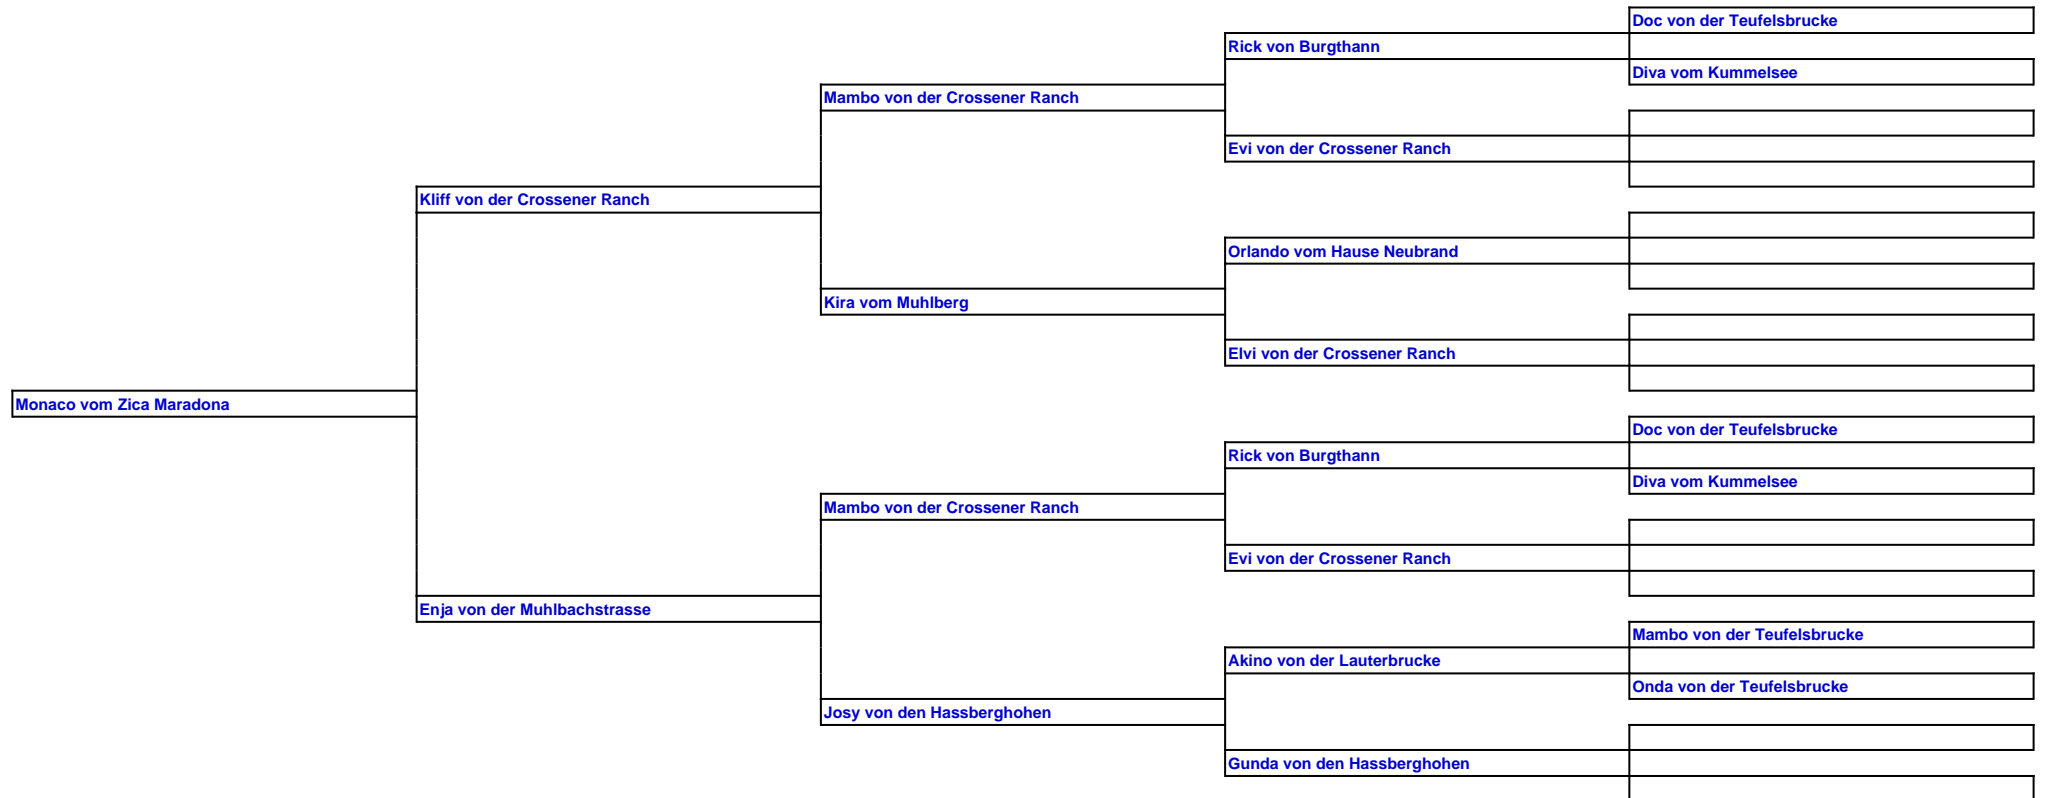 Doc von der Teufelsbrucke
Rick von Burgthann
Diva vom Kummelsee
Mambo von der Crossener Ranch
Evi von der Crossener Ranch
Kliff von der Crossener Ranch
Orlando vom Hause Neubrand
Kira vom Muhlberg
Elvi von der Crossener Ranch
Monaco vom Zica Maradona
Doc von der Teufelsbrucke
Rick von Burgthann
Diva vom Kummelsee
Mambo von der Crossener Ranch
Evi von der Crossener Ranch
Enja von der Muhlbachstrasse
Mambo von der Teufelsbrucke
Akino von der Lauterbrucke
Onda von der Teufelsbrucke
Josy von den Hassberghohen
Gunda von den Hassberghohen